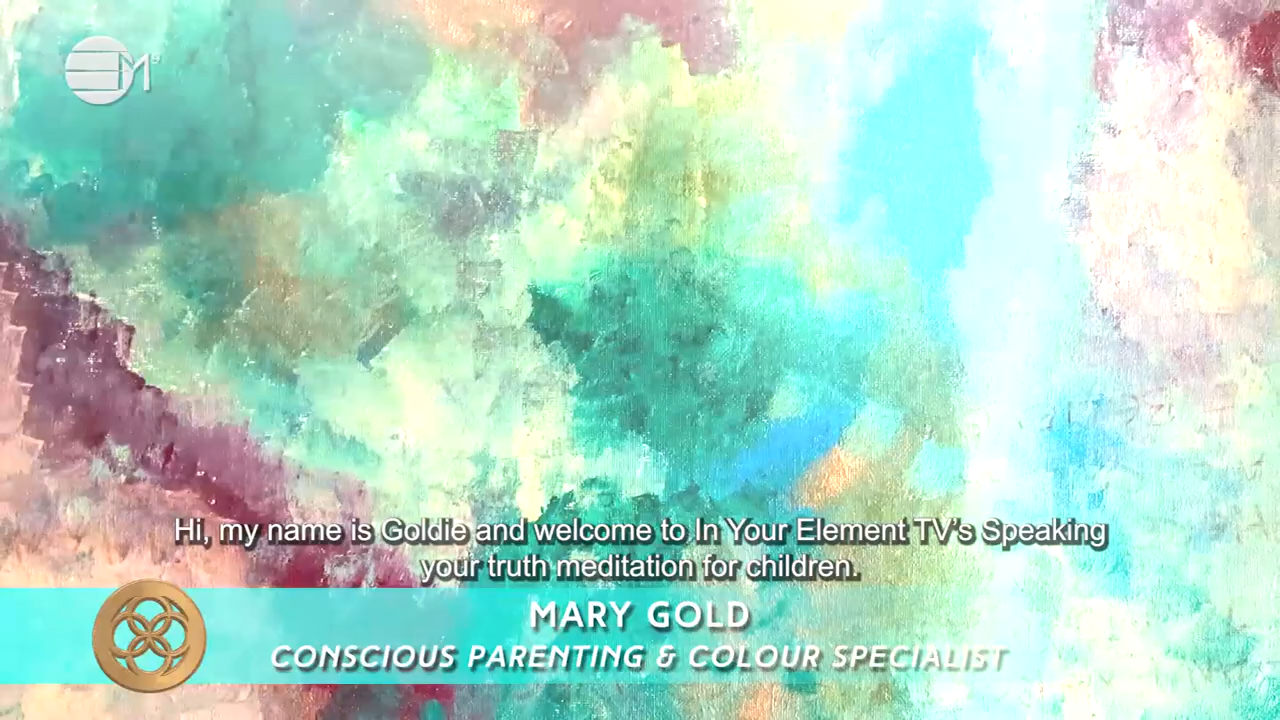 EM
Hi, my name is Goldie and welcome to In Your Element TV's Speaking
your truth meditation for children.
MARY GOLD
CONSCIOUS PARENTING & COLOUR SPECIALIST